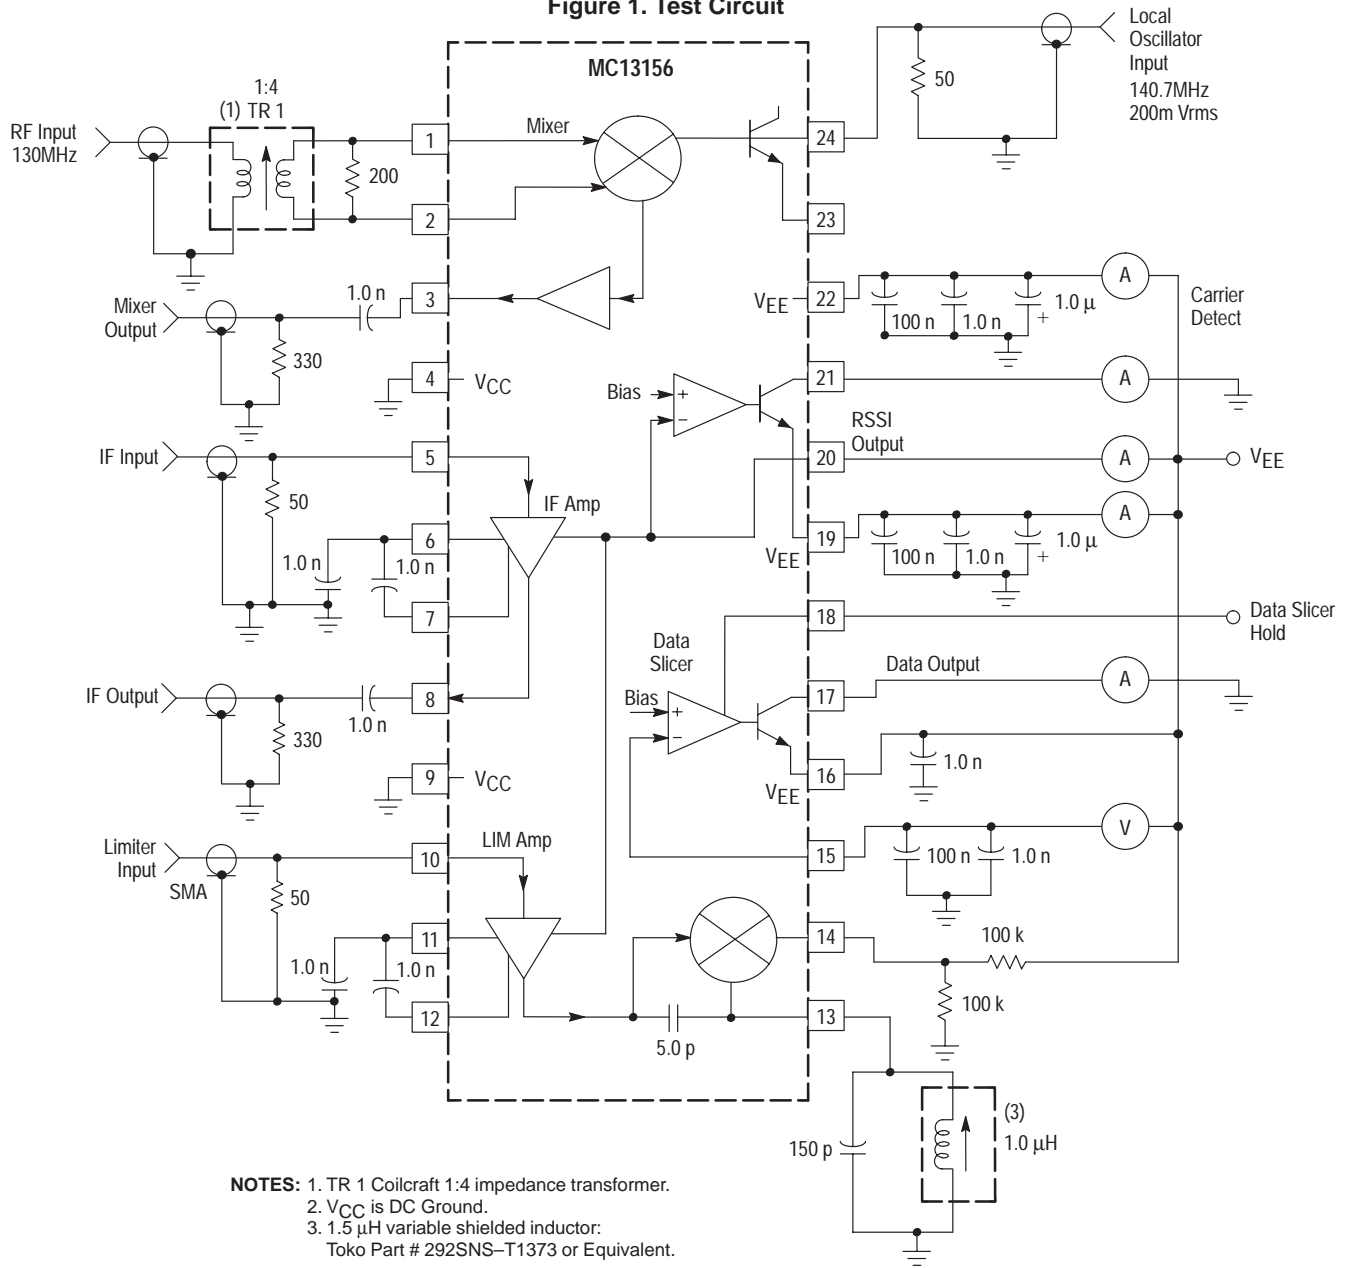 Figure 1. Test Circuit
MC13156
Local
Oscillator
Input
140.7MHz
200m Vrms
50
1:4
(1) TR 1
RF Input
130MHz
200
1
2
Mixer
24
23
Mixer
Output
1.0 n
3
330
4
VCC
VEE
22
100 n
1.0 n
+
1.0 µ
A
Carrier
Detect
Bias
+
−
21
A
RSSI
Output
20
A
VEE
IF Input
50
5
IF Amp
6
1.0 n
1.0 n
7
VEE
19
100 n
1.0 n
+
1.0 µ
A
18
Data Slicer
Hold
Data
Slicer
Bias
+
−
Data Output
17
A
IF Output
1.0 n
8
330
9
VCC
VEE
16
1.0 n
Limiter
Input
SMA
50
10
LIM Amp
15
100 n
1.0 n
V
11
1.0 n
1.0 n
12
14
100 k
100 k
5.0 p
13
150 p
(3)
1.0 µH
NOTES: 1. TR 1 Coilcraft 1:4 impedance transformer.
2. VCC is DC Ground.
3. 1.5 µH variable shielded inductor:
Toko Part # 292SNS–T1373 or Equivalent.